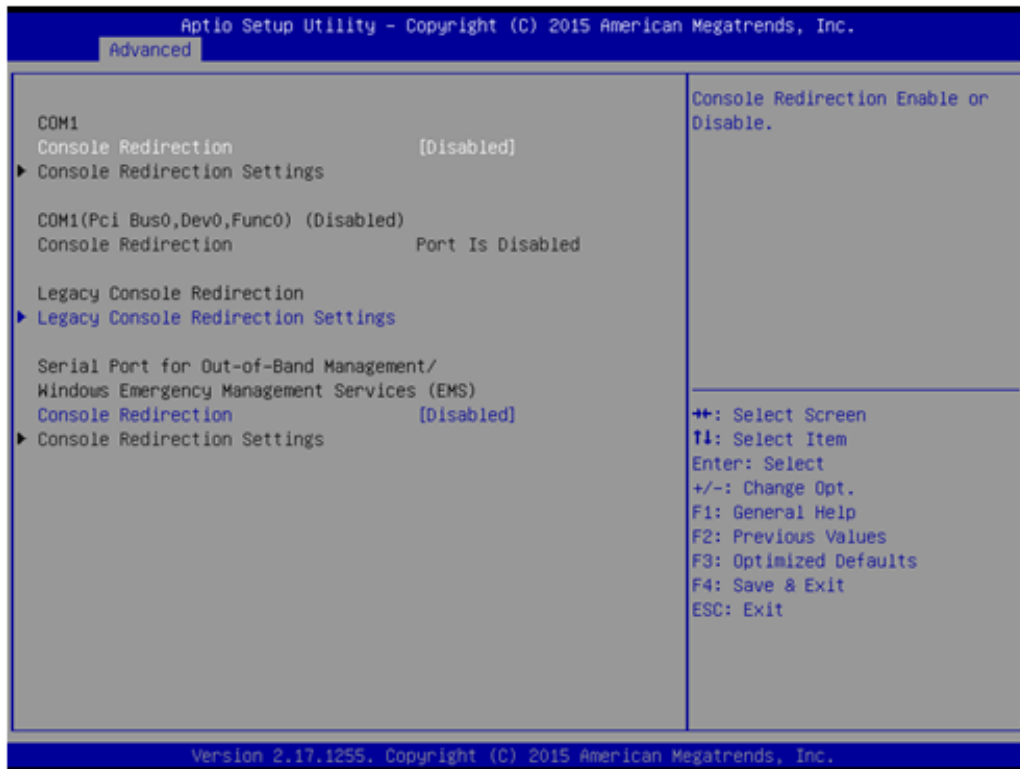 Aptio Setup Utility – Copyright (C) 2015 American Megatrends, Inc.
Advanced
COM1
Console Redirection [Disabled]
Console Redirection Settings
COM1(Pci Bus0,Dev0,Func0) (Disabled)
Console Redirection Port Is Disabled
Legacy Console Redirection
Legacy Console Redirection Settings
Serial Port for Out-of-Band Management/
Windows Emergency Management Services (EMS)
Console Redirection [Disabled]
Console Redirection Settings
Console Redirection Enable or
Disable.
→←: Select Screen
↑↓: Select Item
Enter: Select
+/-: Change Opt.
F1: General Help
F2: Previous Values
F3: Optimized Defaults
F4: Save & Exit
ESC: Exit
Version 2.17.1255. Copyright (C) 2015 American Megatrends, Inc.